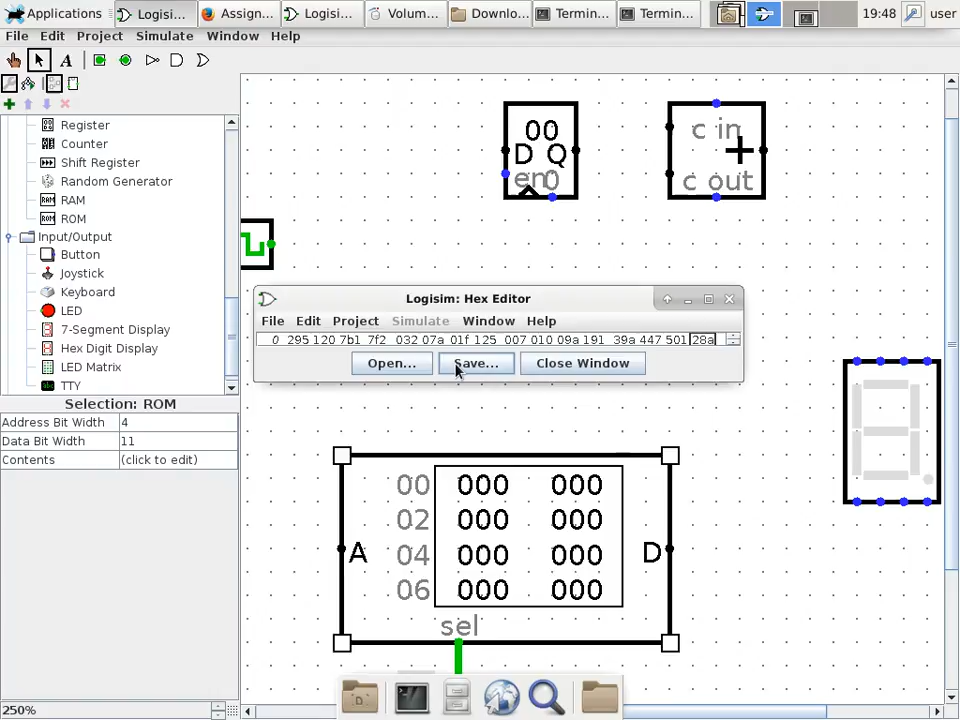 Applications Logisi... Assign... Logisi... Volum... Downlo... Termin... Termin... 19:48 user
File Edit Project Simulate Window Help
A
Register
Counter
Shift Register
Random Generator
RAM RAM
ROM ROM
Input/Output
Button
Joystick
Keyboard
LED
7-Segment Display
Hex Digit Display
LED Matrix
TTY TTY
Selection: ROM
Address Bit Width 4
Data Bit Width 11
Contents (click to edit)
250%
00
D Q
en 0
c in
c out
Logisim: Hex Editor
File Edit Project Simulate Window Help
0 295 120 7b1 7f2 032 07a 01f 125 007 010 09a 191 39a 447 501 28a
Open... Save... Close Window
00 000 000
02 000 000
A 04 000 000 D
06 000 000
sel
D